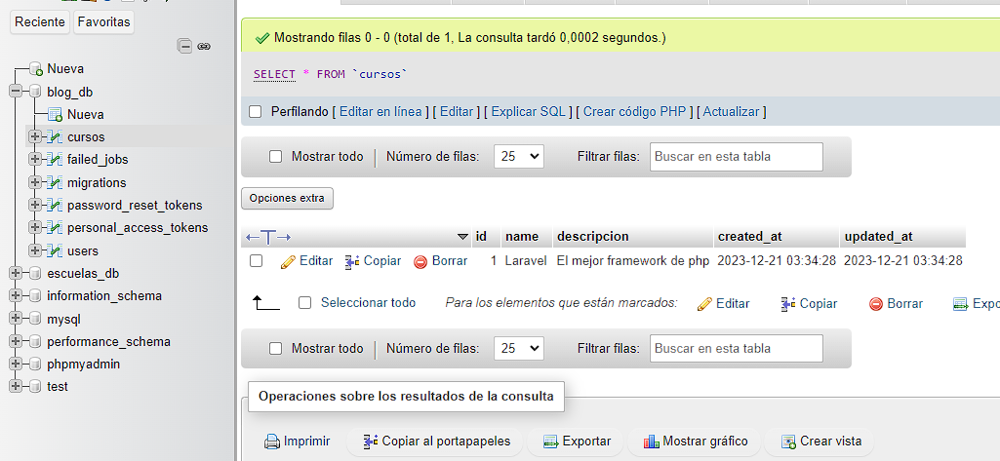 Reciente Favoritas
Nueva
blog_db
Nueva
cursos
failed_jobs
migrations
password_reset_tokens
personal_access_tokens
users
escuelas_db
information_schema
mysql
performance_schema
phpmyadmin
test
Mostrando filas 0 - 0 (total de 1, La consulta tardó 0,0002 segundos.)
SELECT * FROM `cursos`
Perfilando [ Editar en línea ] [ Editar ] [ Explicar SQL ] [ Crear código PHP ] [ Actualizar ]
Mostrar todo | Número de filas: 25 Filtrar filas: Buscar en esta tabla
Opciones extra
←T→ id name descripcion created_at updated_at
Editar Copiar Borrar 1 Laravel El mejor framework de php 2023-12-21 03:34:28 2023-12-21 03:34:28
Seleccionar todo Para los elementos que están marcados: Editar Copiar Borrar Expo
Mostrar todo | Número de filas: 25 Filtrar filas: Buscar en esta tabla
Operaciones sobre los resultados de la consulta
Imprimir Copiar al portapapeles Exportar Mostrar gráfico Crear vista